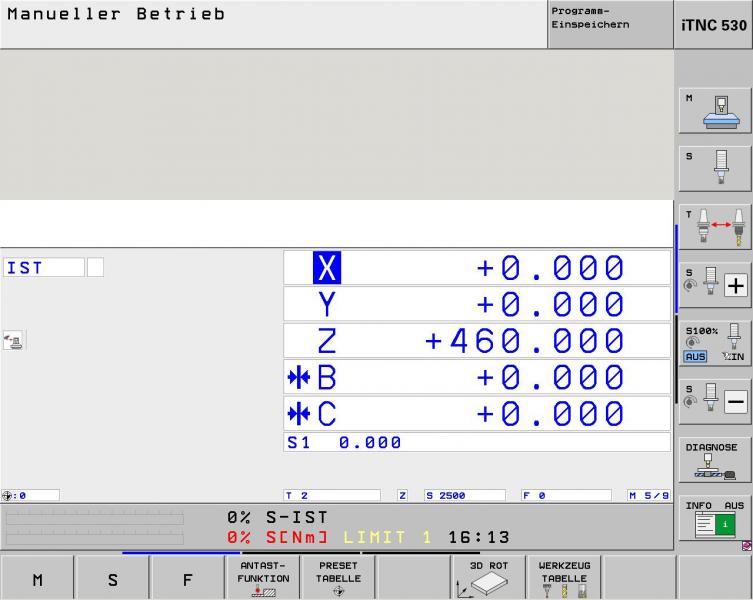 Manueller Betrieb
Programm-
Einspeichern
iTNC 530
M
S
T
IST
X +0.000
Y +0.000
Z +460.000
B +0.000
C +0.000
S1 0.000
S
S100%
AUS
IN
S
DIAGNOSE
INFO AUS
:0
T 2
Z
S 2500
F 0
M 5/9
0% S-IST
0% S[Nm] LIMIT 1 16:13
M
S
F
ANTAST-
FUNKTION
PRESET
TABELLE
3D ROT
WERKZEUG
TABELLE